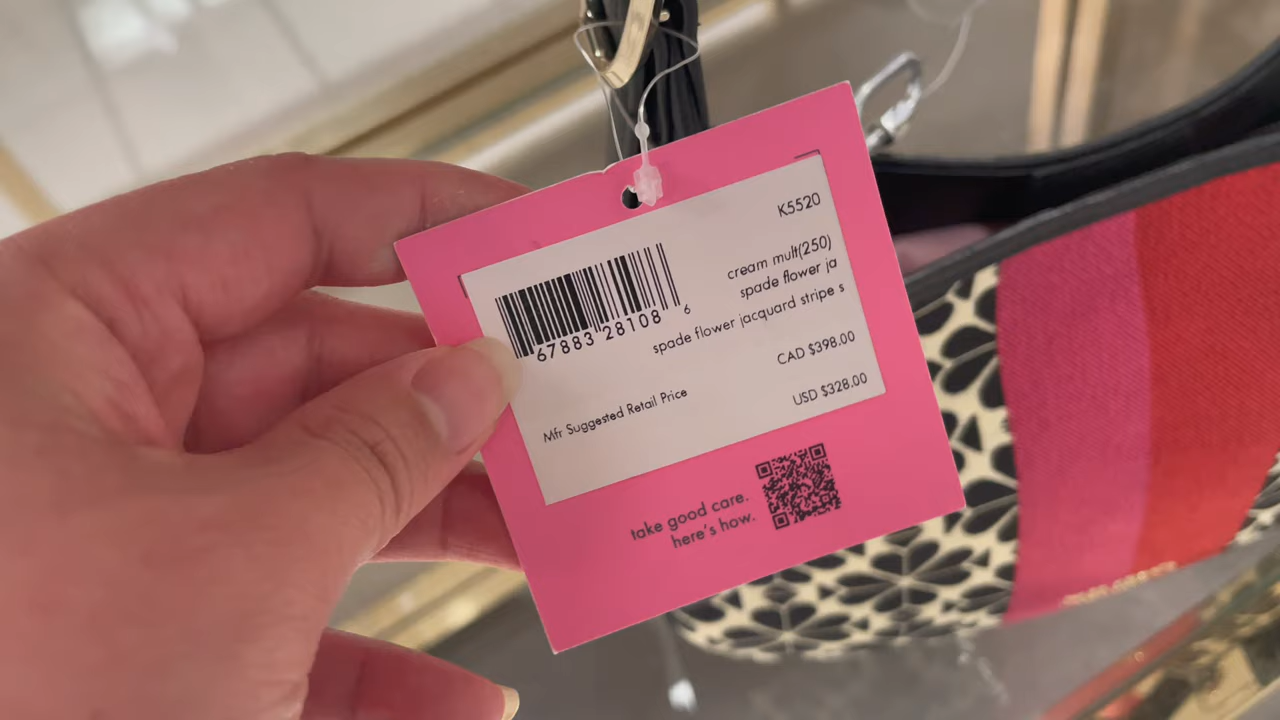 K5520
cream mult(250)
spade flower ja
spade flower jacquard stripe s
67883 28108 6
CAD $398.00
Mfr Suggested Retail Price
USD $328.00
take good care.
here's how.